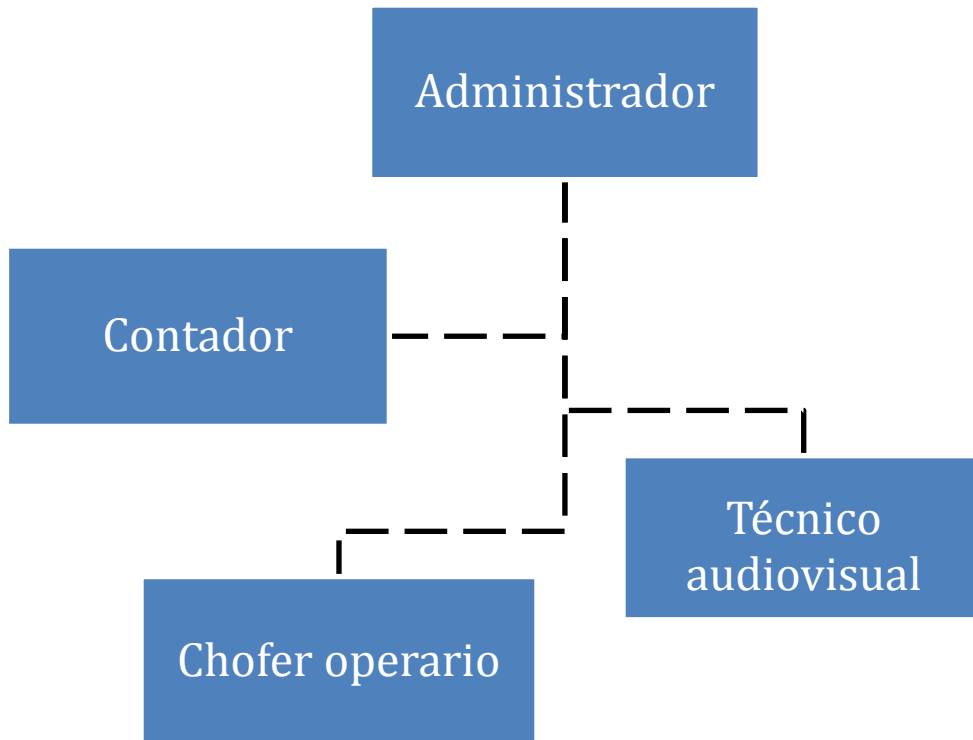 Administrador
Contador
Técnico
audiovisual
Chofer operario